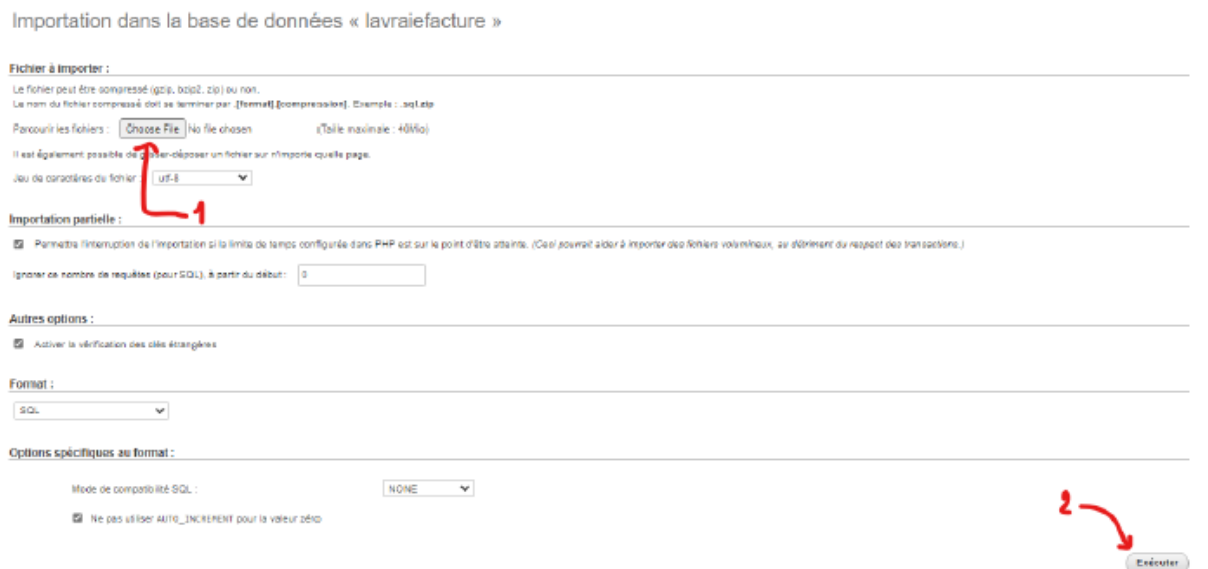 Importation dans la base de données « lavraiefacture »
Fichier à importer :
Le fichier peut être compressé (gzip, bzip2, zip) ou non.
Le nom du fichier compressé doit se terminer par .[format].[compression]. Exemple : .sql.zip
Parcourir les fichiers : Choose File No file chosen (Taille maximale : 40Mio)
Il est également possible de glisser-déposer un fichier sur n'importe quelle page.
Jeu de caractères du fichier : utf-8
1
Importation partielle :
Permettre l'interruption de l'importation si la limite de temps configurée dans PHP est sur le point d'être atteinte. (Ceci pourrait aider à importer des fichiers volumineux, au détriment du respect des transactions.)
Ignorer ce nombre de requêtes (pour SQL), à partir du début : 0
Autres options :
Activer la vérification des clés étrangères
Format :
SQL
Options spécifiques au format :
Mode de compatibilité SQL : NONE
Ne pas utiliser AUTO_INCREMENT pour la valeur zéro
2
Exécuter